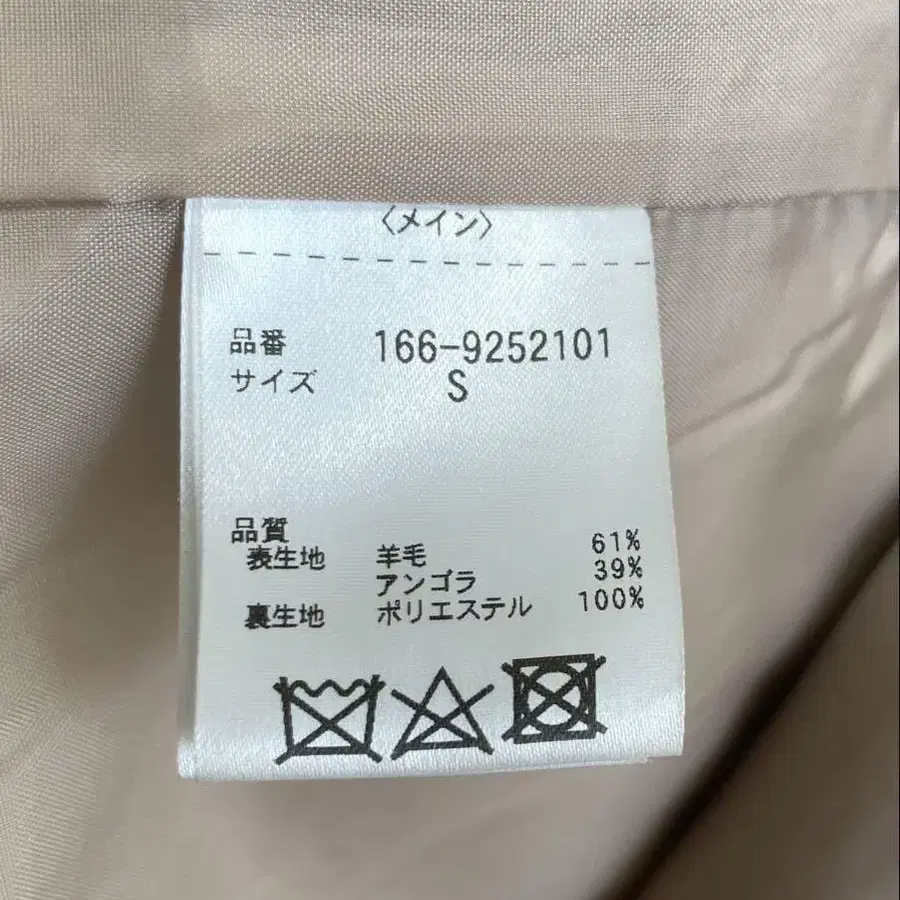 〈メイン〉
品番 166-9252101
サイズ S
品質
表生地 羊毛 61%
アンゴラ 39%
裏生地 ポリエステル 100%